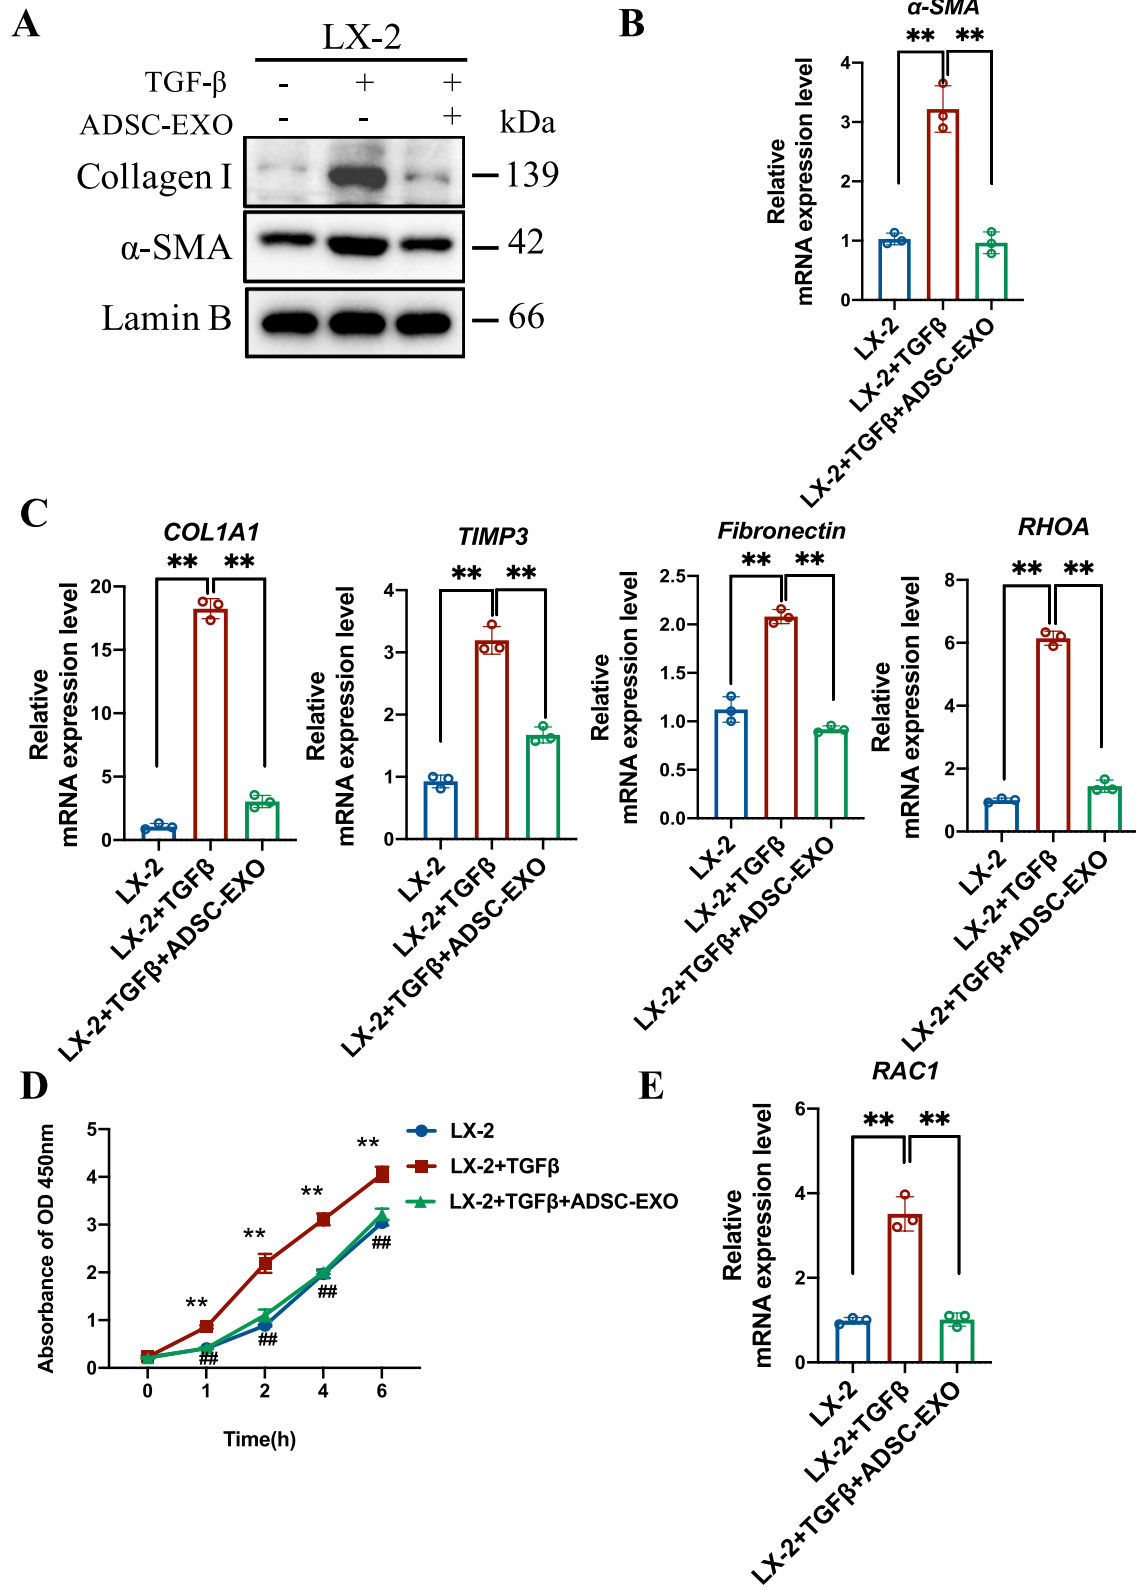 A
LX-2
TGF-β - + +
ADSC-EXO - - +
kDa
Collagen I 139
α-SMA 42
Lamin B 66
B
α-SMA
** **
Relative
mRNA expression level
4
3
2
1
0
LX-2
LX-2+TGFβ
LX-2+TGFβ+ADSC-EXO
C
COL1A1
** **
Relative
mRNA expression level
20
15
10
5
0
LX-2
LX-2+TGFβ
LX-2+TGFβ+ADSC-EXO
TIMP3
** **
Relative
mRNA expression level
4
3
2
1
0
LX-2
LX-2+TGFβ
LX-2+TGFβ+ADSC-EXO
Fibronectin
** **
Relative
mRNA expression level
2.5
2.0
1.5
1.0
0.5
0.0
LX-2
LX-2+TGFβ
LX-2+TGFβ+ADSC-EXO
RHOA
** **
Relative
mRNA expression level
8
6
4
2
0
LX-2
LX-2+TGFβ
LX-2+TGFβ+ADSC-EXO
D
Absorbance of OD 450nm
5
4
3
2
1
0
** ** ** **
## ## ## ##
0 1 2 4 6
Time(h)
LX-2
LX-2+TGFβ
LX-2+TGFβ+ADSC-EXO
E
RAC1
** **
Relative
mRNA expression level
6
4
2
0
LX-2
LX-2+TGFβ
LX-2+TGFβ+ADSC-EXO